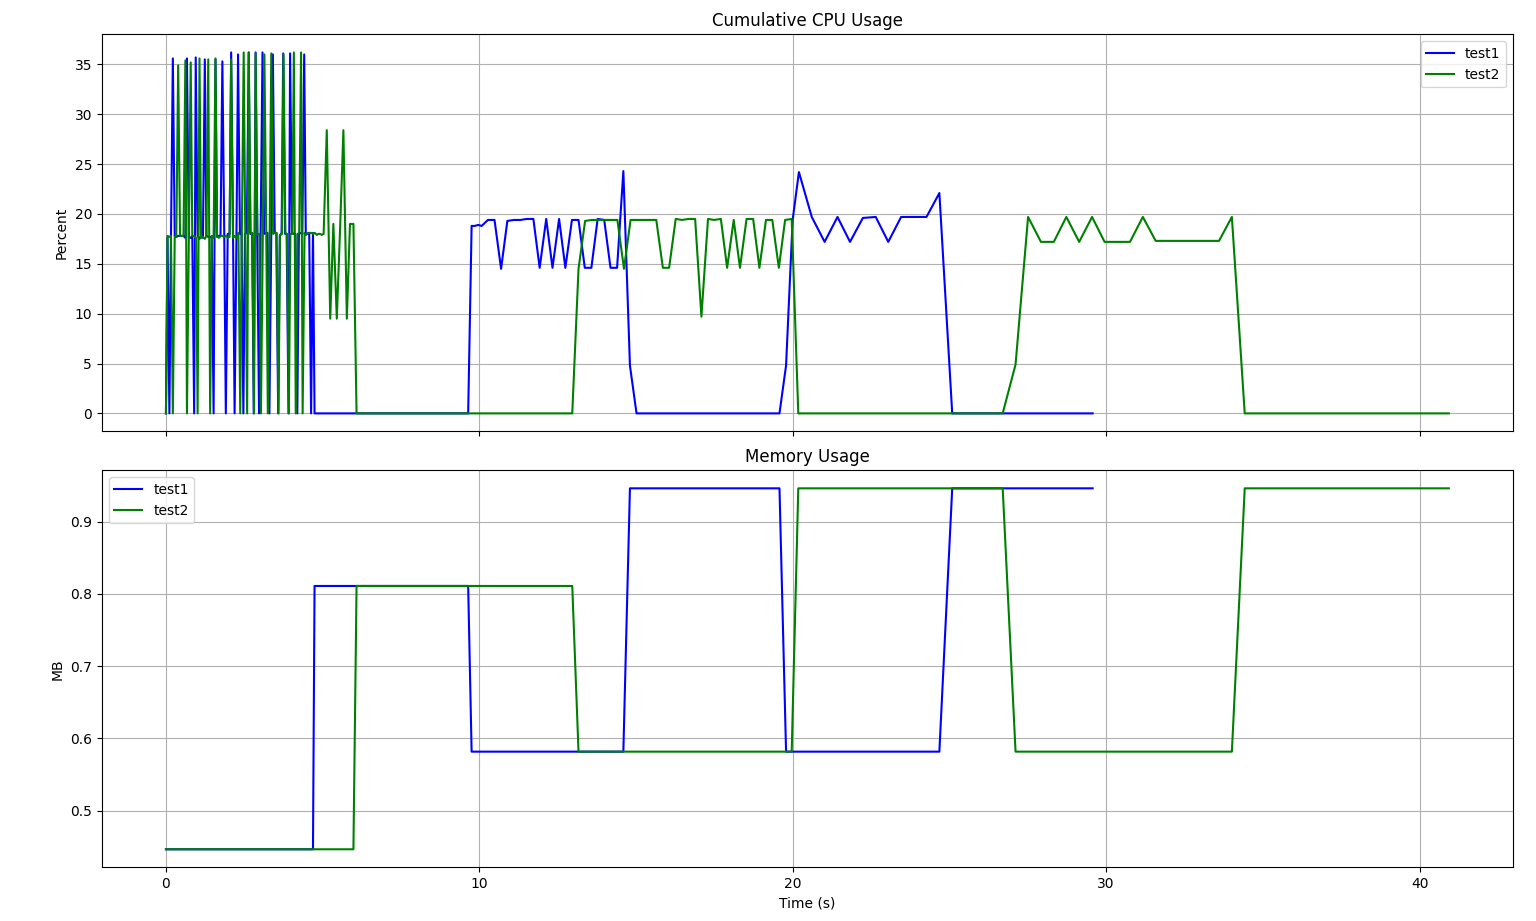 Cumulative CPU Usage
35
30
25
20
15
10
5
0
Percent
test1
test2
Memory Usage
0.9
0.8
0.7
0.6
0.5
MB
test1
test2
0 10 20 30 40
Time (s)